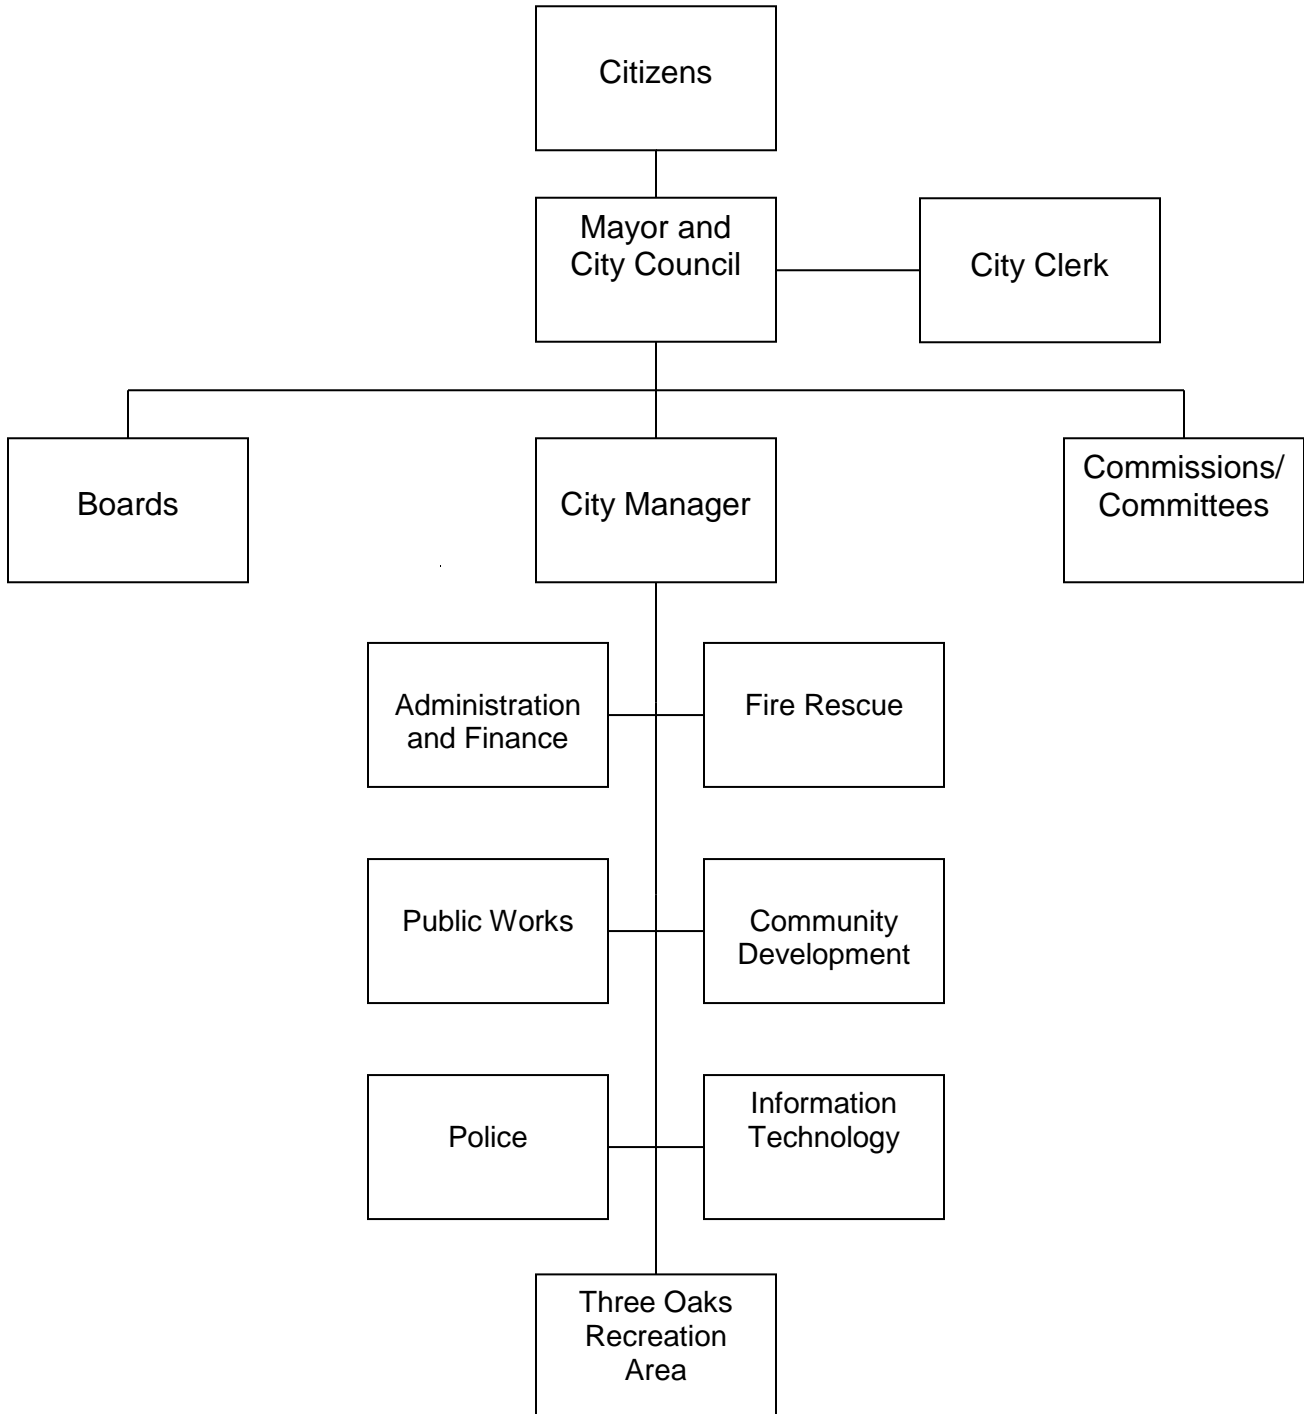 Citizens
Mayor and
City Council
City Clerk
Boards
City Manager
Commissions/
Committees
Administration
and Finance
Fire Rescue
Public Works
Community
Development
Police
Information
Technology
Three Oaks
Recreation
Area